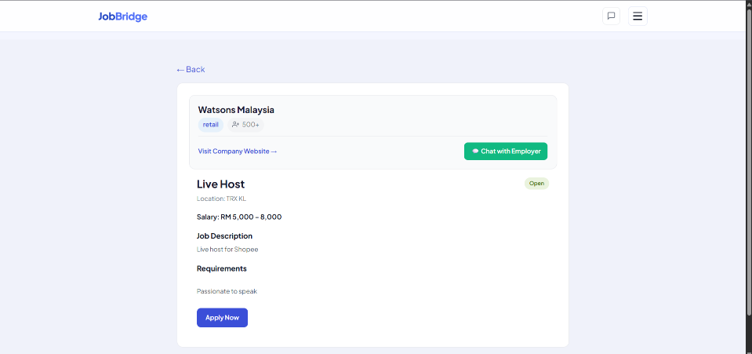 JobBridge
← Back
Watsons Malaysia
retail 500+
Visit Company Website → Chat with Employer
Live Host Open
Location: TRX KL
Salary: RM 5,000 – 8,000
Job Description
Live host for Shopee
Requirements
Passionate to speak
Apply Now